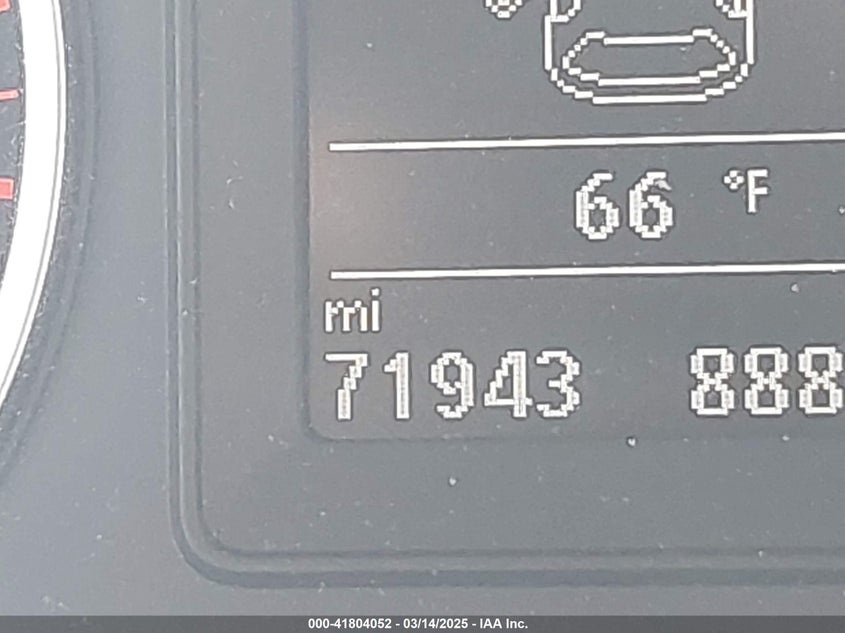 66 °F
mi
71943 888
000-41804052 - 03/14/2025 - IAA Inc.